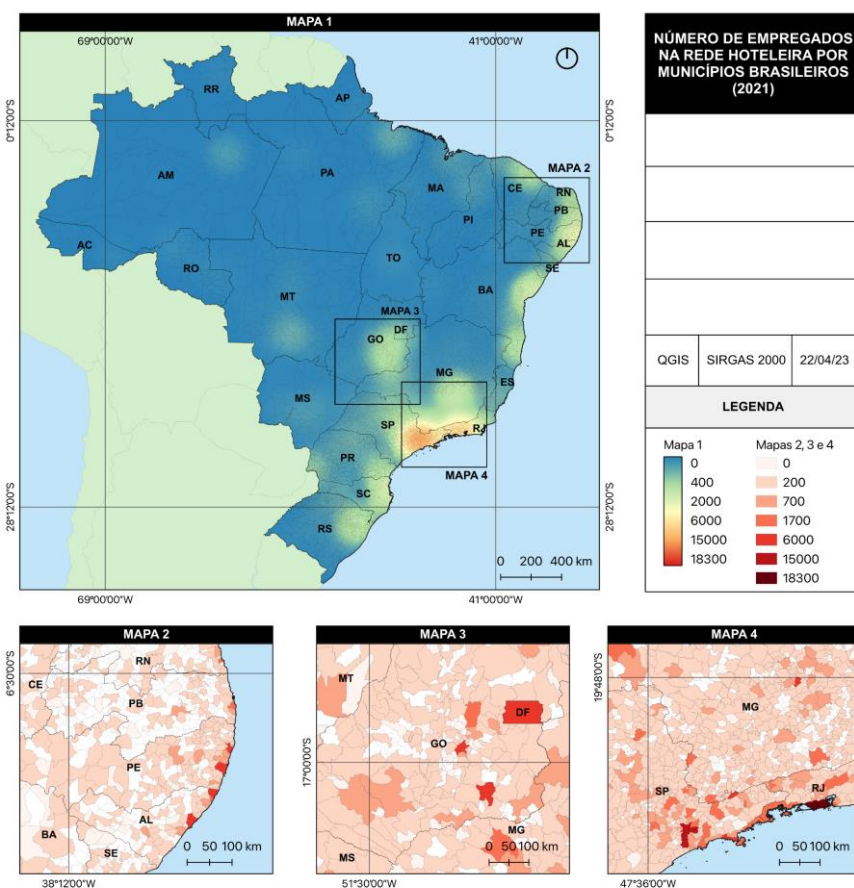 MAPA 1
69°00'00"W
41°00'00"W
0°12'00"S
0°12'00"S
RR
AP
AM
PA
MA
CE
MAPA 2
RN
PB
PI
PE
AL
AC
SE
RO
TO
BA
MT
MAPA 3
DF
GO
MG
MS
ES
SP
RJ
PR
MAPA 4
SC
28°12'00"S
28°12'00"S
RS
0 200 400 km
69°00'00"W
41°00'00"W
NÚMERO DE EMPREGADOS
NA REDE HOTELEIRA POR
MUNICÍPIOS BRASILEIROS
(2021)
QGIS SIRGAS 2000 22/04/23
LEGENDA
Mapa 1
0
400
2000
6000
15000
18300
Mapas 2, 3 e 4
0
200
700
1700
6000
15000
18300
MAPA 2
6°30'00"S
RN
CE
PB
PE
AL
BA
SE
0 50 100 km
38°12'00"W
MAPA 3
MT
DF
GO
17°00'00"S
MG
MS
0 50 100 km
51°30'00"W
MAPA 4
19°48'00"S
MG
SP
RJ
0 50 100 km
47°36'00"W